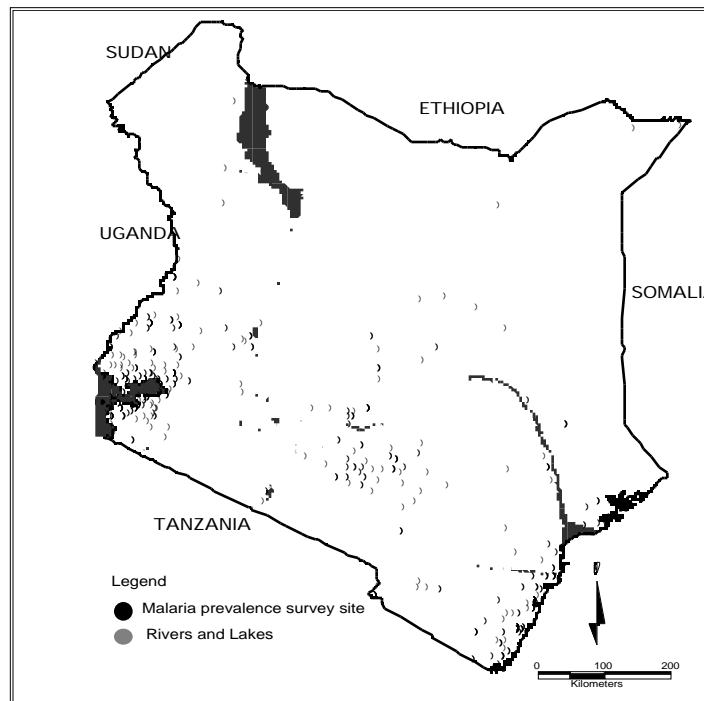 SUDAN
ETHIOPIA
UGANDA
SOMALIA
TANZANIA
Legend
Malaria prevalence survey site
Rivers and Lakes
0 100 200
Kilometers